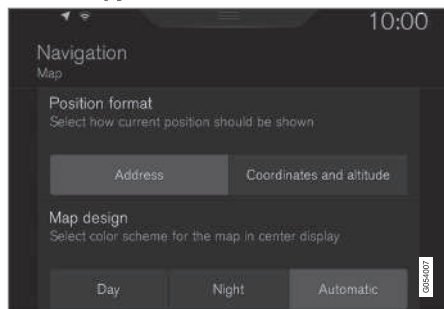 10:00
Navigation
Map
Position format
Select how current position should be shown
Address
Coordinates and altitude
Map design
Select color scheme for the map in center display
Day
Night
Automatic
G054007